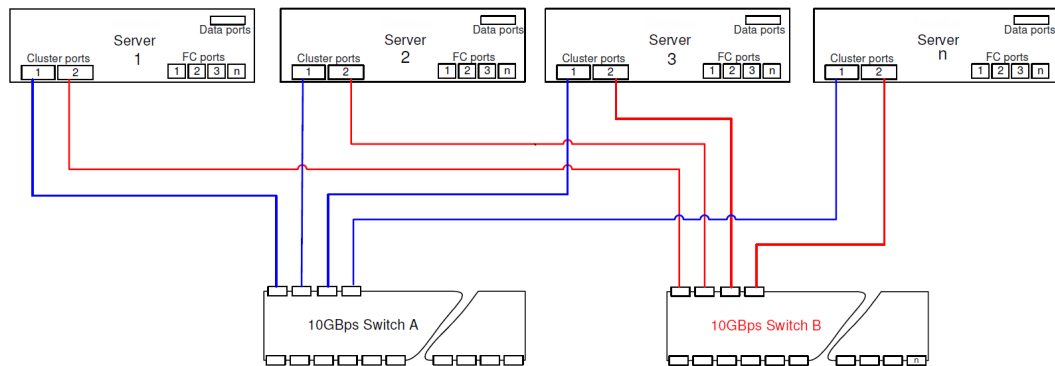 Data ports
Server
1
Cluster ports
FC ports
1 2
1 2 3 n
Data ports
Server
2
Cluster ports
FC ports
1 2
1 2 3 n
Data ports
Server
3
Cluster ports
FC ports
1 2
1 2 3 n
Data ports
Server
n
Cluster ports
FC ports
1 2
1 2 3 n
10GBps Switch A
10GBps Switch B
n